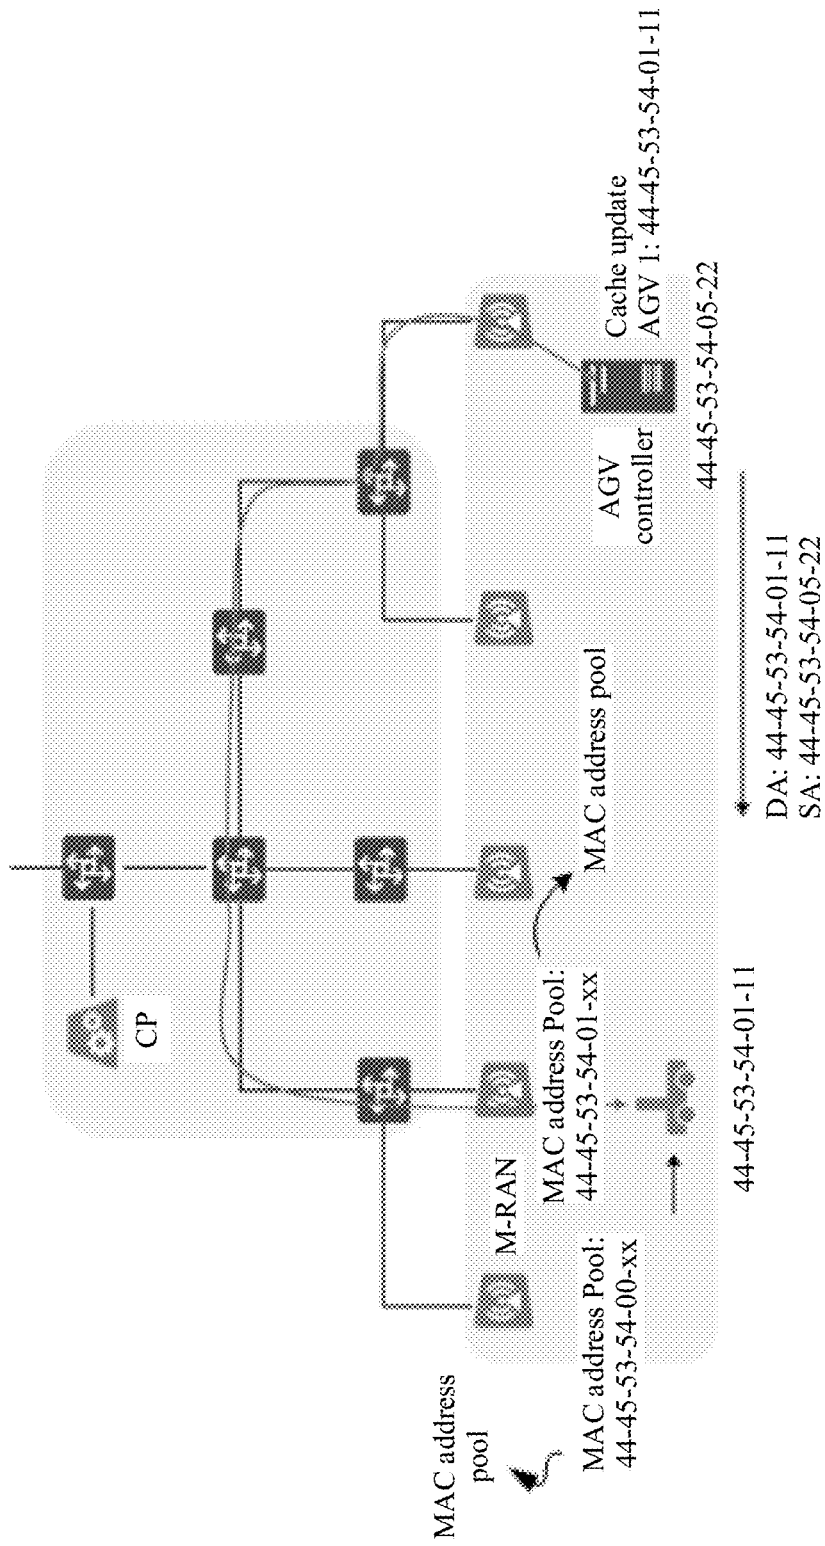 CP
MAC address
pool
M-RAN
MAC address Pool:
44-45-53-54-00-xx
MAC address Pool:
44-45-53-54-01-xx
MAC address pool
44-45-53-54-01-11
AGV
controller
Cache update
AGV 1: 44-45-53-54-01-11
44-45-53-54-05-22
DA: 44-45-53-54-01-11
SA: 44-45-53-54-05-22